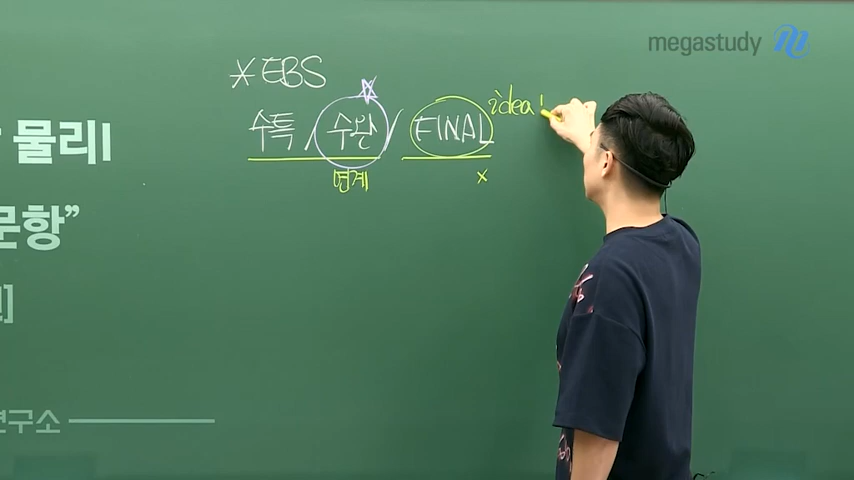 megastudy
* EBS
수특 / 수완 / FINAL idea!
연계 x
물리I
문항”
]
연구소